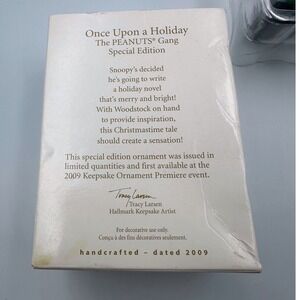 Once Upon a Holiday
The PEANUTS® Gang
Special Edition
Snoopy's decided
he's going to write
a holiday novel
that's merry and bright!
With Woodstock on hand
to provide inspiration,
this Christmastime tale
should create a sensation!
This special edition ornament was issued in
limited quantities and first available at the
2009 Keepsake Ornament Premiere event.
Tracy Larsen
Tracy Larsen
Hallmark Keepsake Artist
For decorative use only.
Conçu à des fins décoratives seulement.
handcrafted – dated 2009